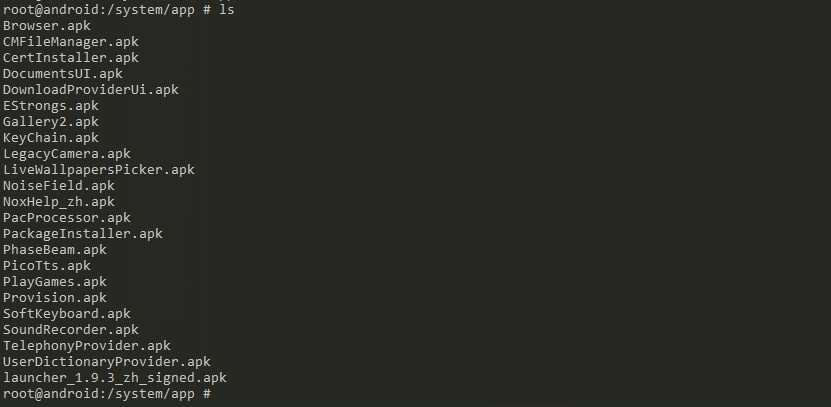 root@android:/system/app # ls
Browser.apk
CMFileManager.apk
CertInstaller.apk
DocumentsUI.apk
DownloadProviderUi.apk
EStrongs.apk
Gallery2.apk
KeyChain.apk
LegacyCamera.apk
LiveWallpapersPicker.apk
NoiseField.apk
NoxHelp_zh.apk
PacProcessor.apk
PackageInstaller.apk
PhaseBeam.apk
PicoTts.apk
PlayGames.apk
Provision.apk
SoftKeyboard.apk
SoundRecorder.apk
TelephonyProvider.apk
UserDictionaryProvider.apk
launcher_1.9.3_zh_signed.apk
root@android:/system/app #